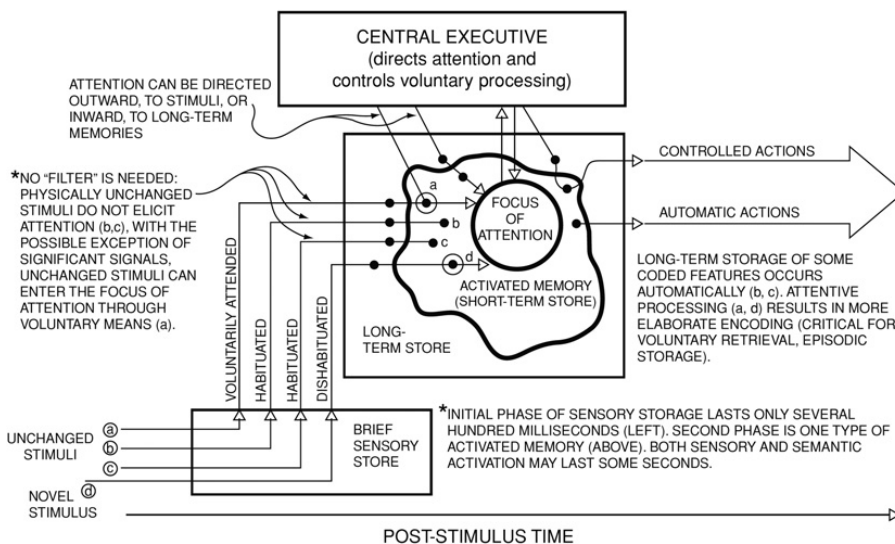 CENTRAL EXECUTIVE
(directs attention and
controls voluntary processing)
ATTENTION CAN BE DIRECTED
OUTWARD, TO STIMULI, OR
INWARD, TO LONG-TERM
MEMORIES
*NO "FILTER" IS NEEDED:
PHYSICALLY UNCHANGED
STIMULI DO NOT ELICIT
ATTENTION (b,c), WITH THE
POSSIBLE EXCEPTION OF
SIGNIFICANT SIGNALS,
UNCHANGED STIMULI CAN
ENTER THE FOCUS OF
ATTENTION THROUGH
VOLUNTARY MEANS (a).
a
b
c
d
FOCUS
OF
ATTENTION
ACTIVATED MEMORY
(SHORT-TERM STORE)
LONG-
TERM STORE
CONTROLLED ACTIONS
AUTOMATIC ACTIONS
LONG-TERM STORAGE OF SOME
CODED FEATURES OCCURS
AUTOMATICALLY (b, c). ATTENTIVE
PROCESSING (a, d) RESULTS IN MORE
ELABORATE ENCODING (CRITICAL FOR
VOLUNTARY RETRIEVAL, EPISODIC
STORAGE).
VOLUNTARILY ATTENDED
HABITUATED
HABITUATED
DISHABITUATED
UNCHANGED
STIMULI
a
b
c
d
NOVEL
STIMULUS
BRIEF
SENSORY
STORE
*INITIAL PHASE OF SENSORY STORAGE LASTS ONLY SEVERAL
HUNDRED MILLISECONDS (LEFT). SECOND PHASE IS ONE TYPE OF
ACTIVATED MEMORY (ABOVE). BOTH SENSORY AND SEMANTIC
ACTIVATION MAY LAST SOME SECONDS.
POST-STIMULUS TIME